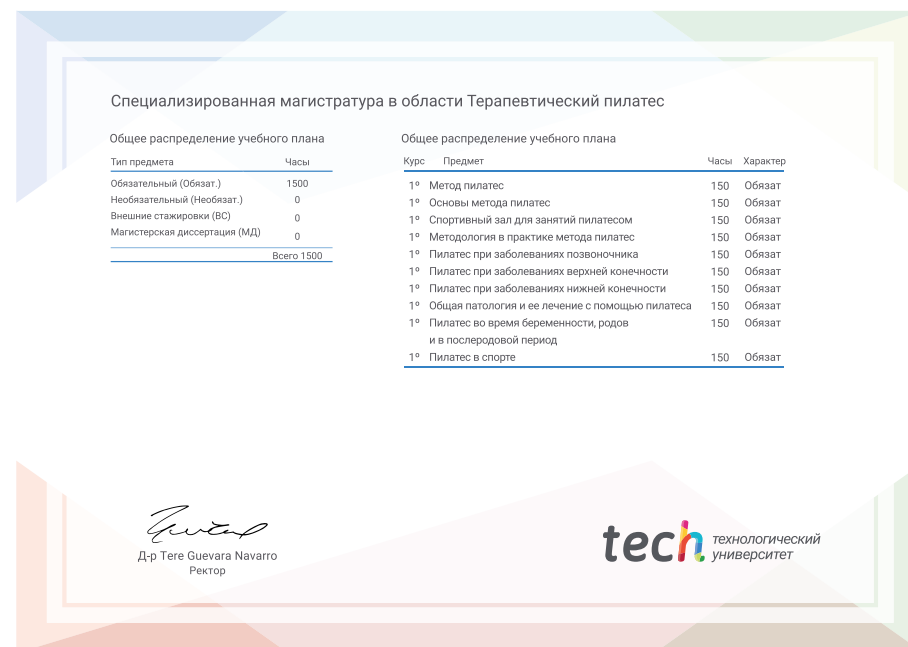 Специализированная магистратура в области Терапевтический пилатес
Общее распределение учебного плана
Тип предмета Часы
Обязательный (Обязат.) 1500
Необязательный (Необязат.) 0
Внешние стажировки (ВС) 0
Магистерская диссертация (МД) 0
Всего 1500
Общее распределение учебного плана
Курс Предмет Часы Характер
1º Метод пилатес 150 Обязат
1º Основы метода пилатес 150 Обязат
1º Спортивный зал для занятий пилатесом 150 Обязат
1º Методология в практике метода пилатес 150 Обязат
1º Пилатес при заболеваниях позвоночника 150 Обязат
1º Пилатес при заболеваниях верхней конечности 150 Обязат
1º Пилатес при заболеваниях нижней конечности 150 Обязат
1º Общая патология и ее лечение с помощью пилатеса 150 Обязат
1º Пилатес во время беременности, родов 150 Обязат
и в послеродовой период
1º Пилатес в спорте 150 Обязат
Д-р Tere Guevara Navarro
Ректор
tech технологический
университет